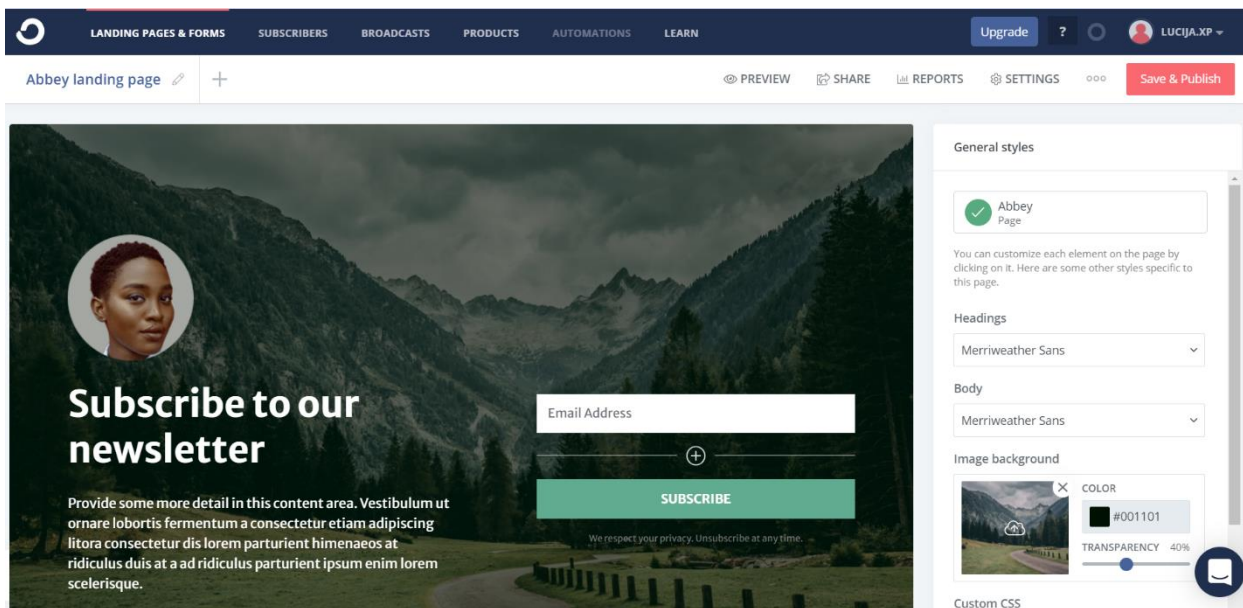 LANDING PAGES & FORMS SUBSCRIBERS BROADCASTS PRODUCTS AUTOMATIONS LEARN Upgrade ? LUCIJA.XP
Abbey landing page PREVIEW SHARE REPORTS SETTINGS Save & Publish
Subscribe to our
newsletter
Provide some more detail in this content area. Vestibulum ut
ornare lobortis fermentum a consectetur etiam adipiscing
litora consectetur dis lorem parturient himenaeos at
ridiculus duis at a ad ridiculus parturient ipsum enim lorem
scelerisque.
Email Address
SUBSCRIBE
We respect your privacy. Unsubscribe at any time.
General styles
Abbey
Page
You can customize each element on the page by
clicking on it. Here are some other styles specific to
this page.
Headings
Merriweather Sans
Body
Merriweather Sans
Image background
COLOR
#001101
TRANSPARENCY 40%
Custom CSS